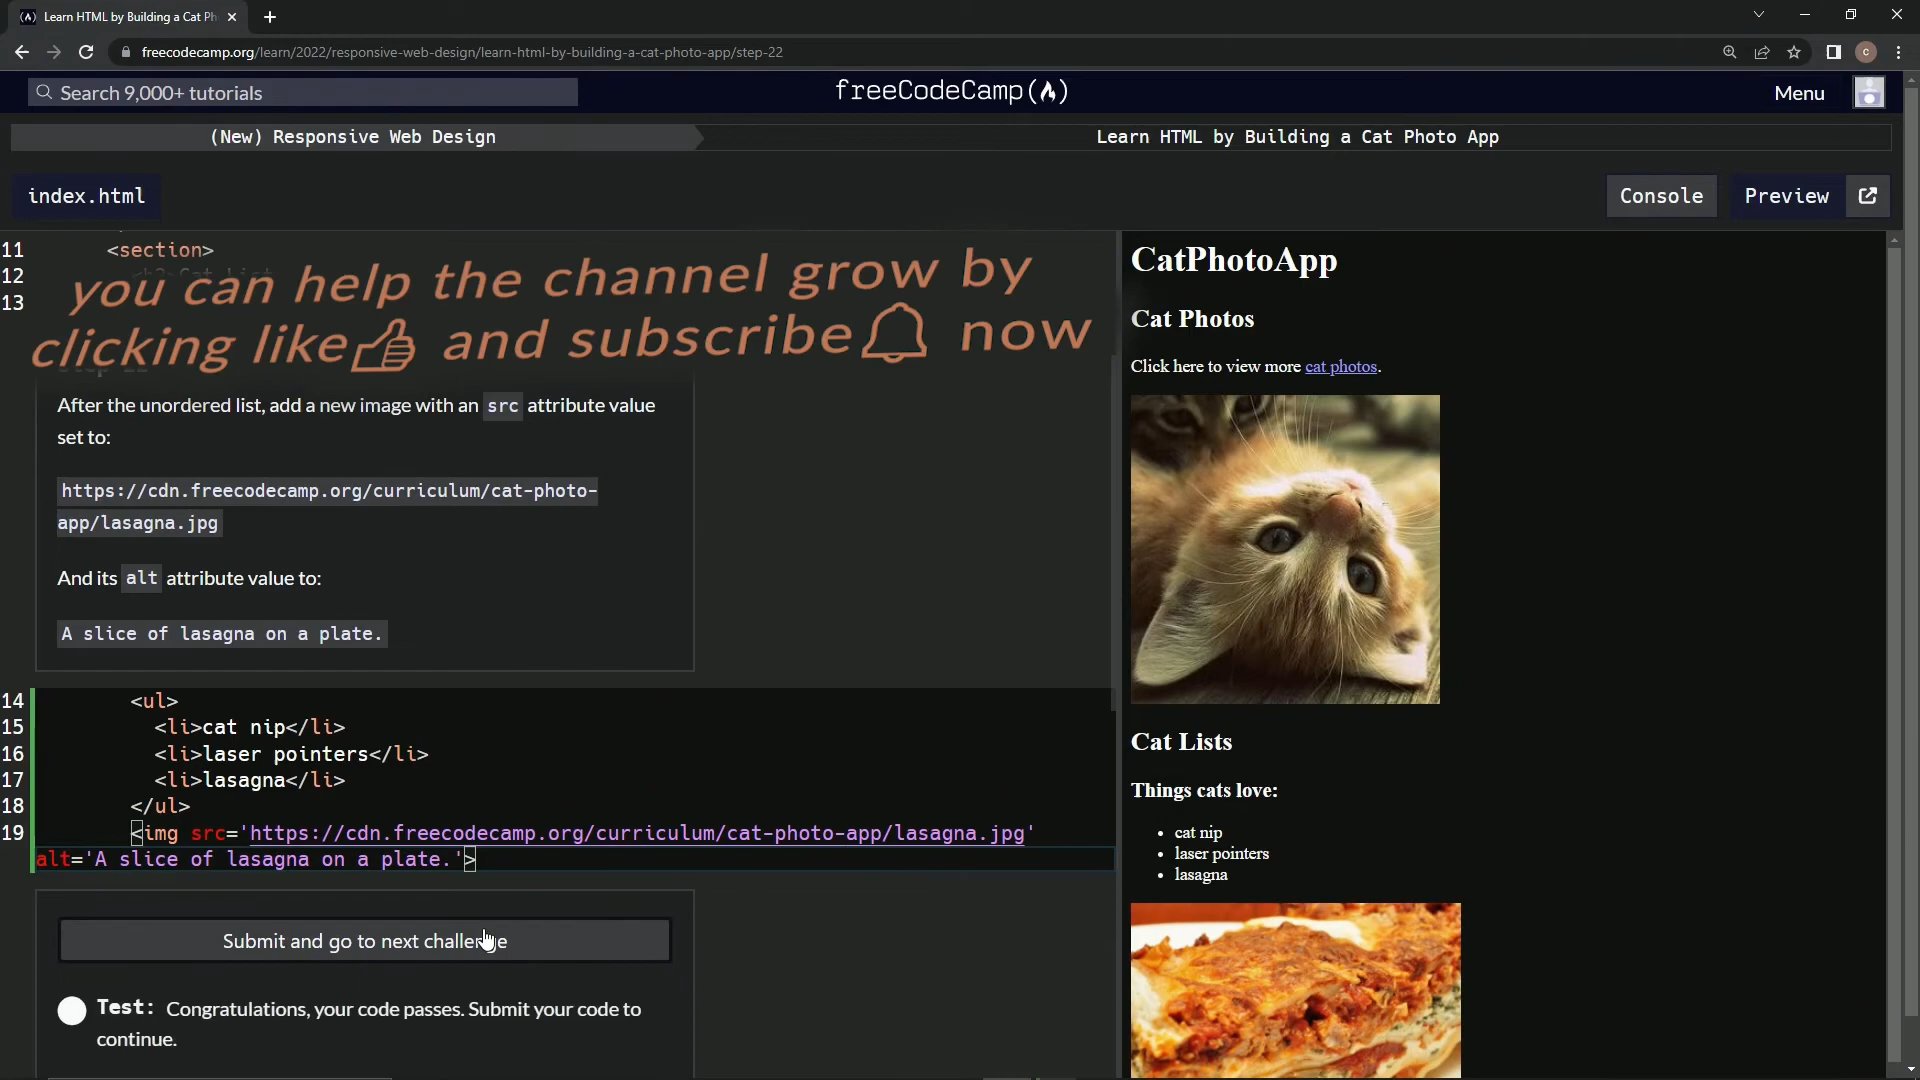 Learn HTML by Building a Cat Ph
freecodecamp.org/learn/2022/responsive-web-design/learn-html-by-building-a-cat-photo-app/step-22
C
Search 9,000+ tutorials
freeCodeCamp
Menu
(New) Responsive Web Design
Learn HTML by Building a Cat Photo App
index.html
Console
Preview
11 <section>
12
13
you can help the channel grow by
clicking like and subscribe now
After the unordered list, add a new image with an src attribute value
set to:
https://cdn.freecodecamp.org/curriculum/cat-photo-
app/lasagna.jpg
And its alt attribute value to:
A slice of lasagna on a plate.
14 <ul>
15 <li>cat nip</li>
16 <li>laser pointers</li>
17 <li>lasagna</li>
18 </ul>
19 <img src='https://cdn.freecodecamp.org/curriculum/cat-photo-app/lasagna.jpg'
alt='A slice of lasagna on a plate.'>
Submit and go to next challenge
Test: Congratulations, your code passes. Submit your code to
continue.
CatPhotoApp
Cat Photos
Click here to view more cat photos.
Cat Lists
Things cats love:
• cat nip
• laser pointers
• lasagna